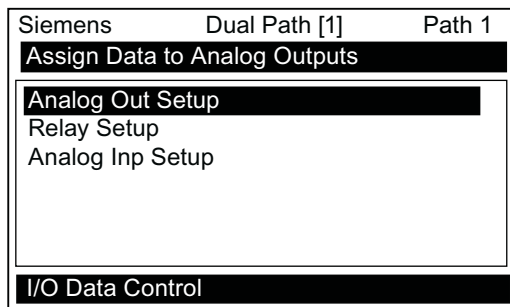 Siemens Dual Path [1] Path 1
Assign Data to Analog Outputs
Analog Out Setup
Relay Setup
Analog Inp Setup
I/O Data Control